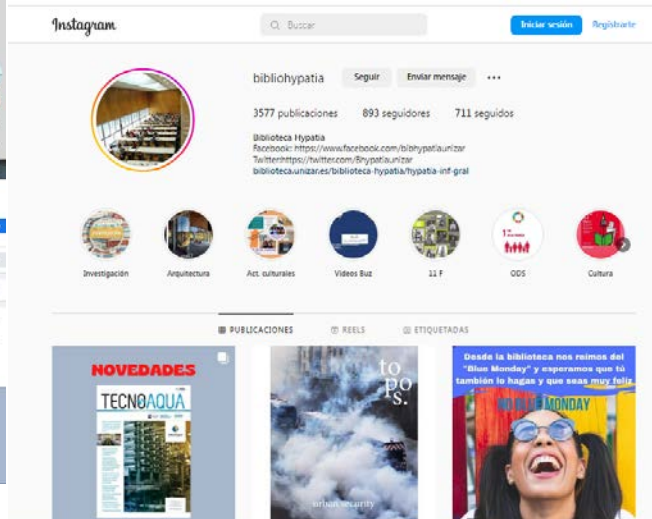 Instagram
Buscar
Iniciar sesión
Regístrarte
bibliohypatia
Seguir
Enviar mensaje
3577 publicaciones
893 seguidores
711 seguidos
Biblioteca Hypatia
Facebook: https://www.facebook.com/bibhypatiaunizar
Twitter:https://twitter.com/Bhypatiaunizar
biblioteca.unizar.es/biblioteca-hypatia/hypatia-inf-gral
Investigación
Arquitectura
Act. culturales
Videos Buz
11 F
ODS
Cultura
PUBLICACIONES
REELS
ETIQUETADAS
NOVEDADES
TECNOAQUA
to
po
s.
urban security
Desde la biblioteca nos reimos del
"Blue Monday" y esperamos que tú
también lo hagas y que seas muy feliz
NO BLUE MONDAY